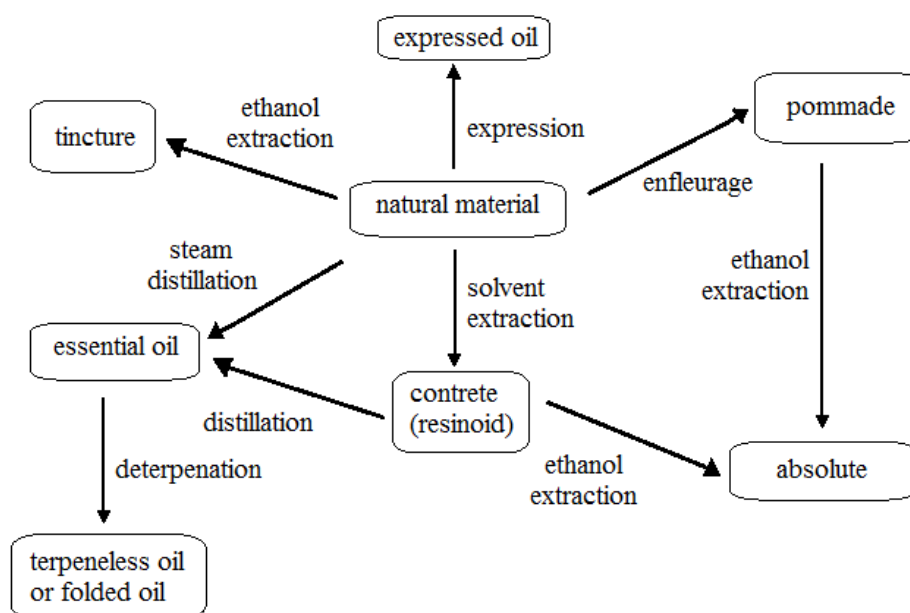 expressed oil
ethanol
extraction
tincture
expression
pommade
enfleurage
natural material
steam
distillation
solvent
extraction
ethanol
extraction
essential oil
contrete
(resinoid)
distillation
deterpenation
ethanol
extraction
absolute
terpeneless oil
or folded oil